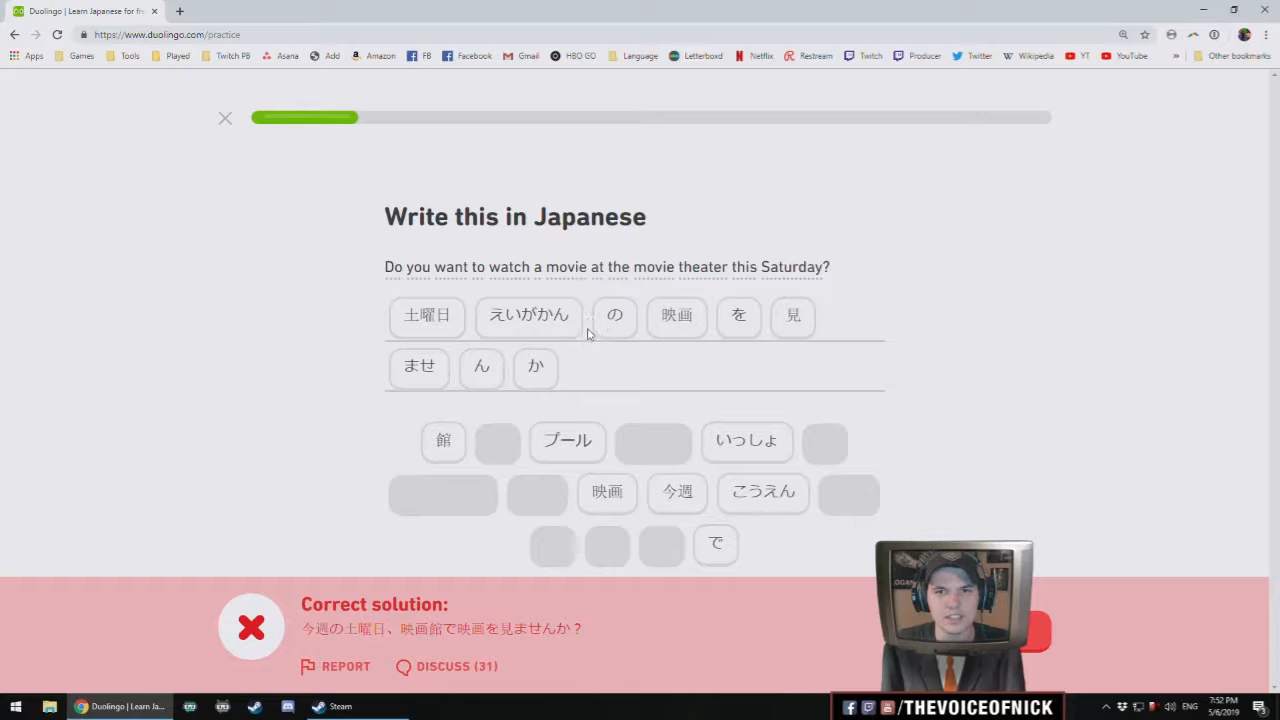 Duolingo | Learn Japanese for fre
https://www.duolingo.com/practice
Apps Games Tools Played Twitch PB Asana Add Amazon FB Facebook Gmail HBO GO Language Letterboxd Netflix Restream Twitch Producer Twitter Wikipedia YT YouTube » Other bookmarks
Write this in Japanese
Do you want to watch a movie at the movie theater this Saturday?
土曜日 えいがかん の 映画 を 見
ませ ん か
館 プール いっしょ
映画 今週 こうえん
で
Correct solution:
今週の土曜日、映画館で映画を見ませんか？
REPORT DISCUSS (31)
/THEVOICEOFNICK
Duolingo | Learn Ja... Steam ENG 7:52 PM
5/6/2019